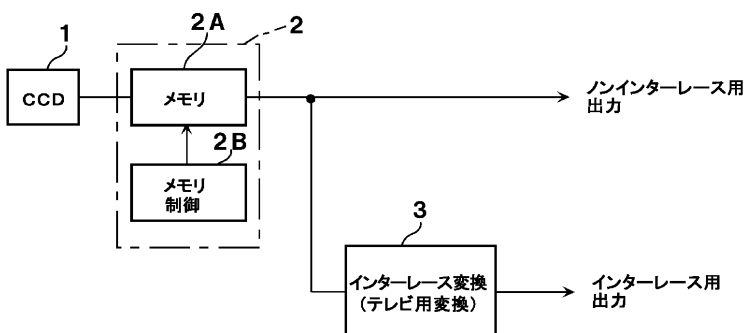 1
2A
2
CCD
メモリ
ノンインターレース用
出力
2B
メモリ
制御
3
インターレース変換
(テレビ用変換)
インターレース用
出力